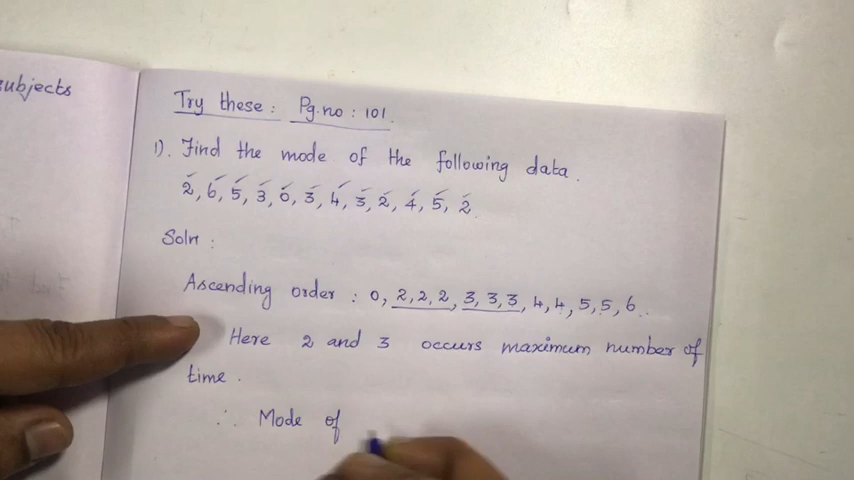 subjects
Try these : Pg.no : 101.
1). Find the mode of the following data.
2, 6, 5, 3, 0, 3, 4, 3, 2, 4, 5, 2
Soln :
Ascending order : 0, 2, 2, 2, 3, 3, 3, 4, 4, 5, 5, 6.
Here 2 and 3 occurs maximum number of
time.
∴ Mode of